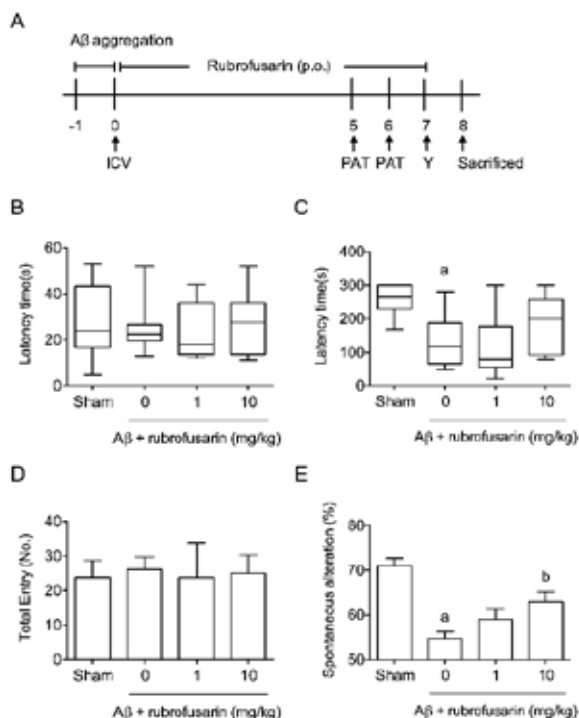 A
Aβ aggregation
Rubrofusarin (p.o.)
-1 0 5 6 7 8
ICV PAT PAT Y Sacrificed
B
Latency time(s)
60
40
20
0
Sham 0 1 10
Aβ + rubrofusarin (mg/kg)
C
Latency time(s)
400
300
200
100
0
a
Sham 0 1 10
Aβ + rubrofusarin (mg/kg)
D
Total Entry (No.)
40
30
20
10
0
Sham 0 1 10
Aβ + rubrofusarin (mg/kg)
E
Spontaneous alteration (%)
80
70
60
50
a
b
Sham 0 1 10
Aβ + rubrofusarin (mg/kg)